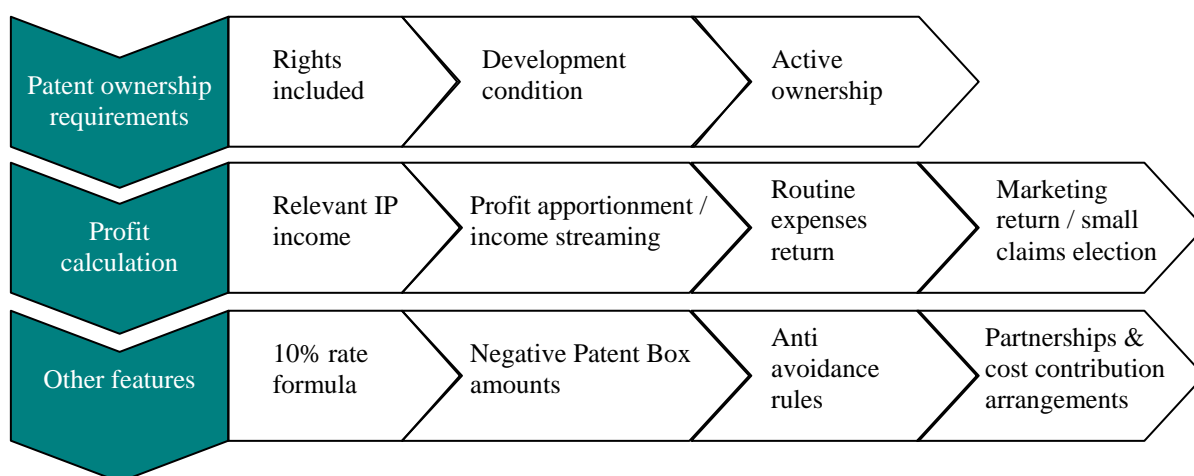 Patent ownership
requirements
Rights
included
Development
condition
Active
ownership
Profit
calculation
Relevant IP
income
Profit apportionment /
income streaming
Routine
expenses
return
Marketing
return / small
claims election
Other features
10% rate
formula
Negative Patent Box
amounts
Anti
avoidance
rules
Partnerships &
cost contribution
arrangements